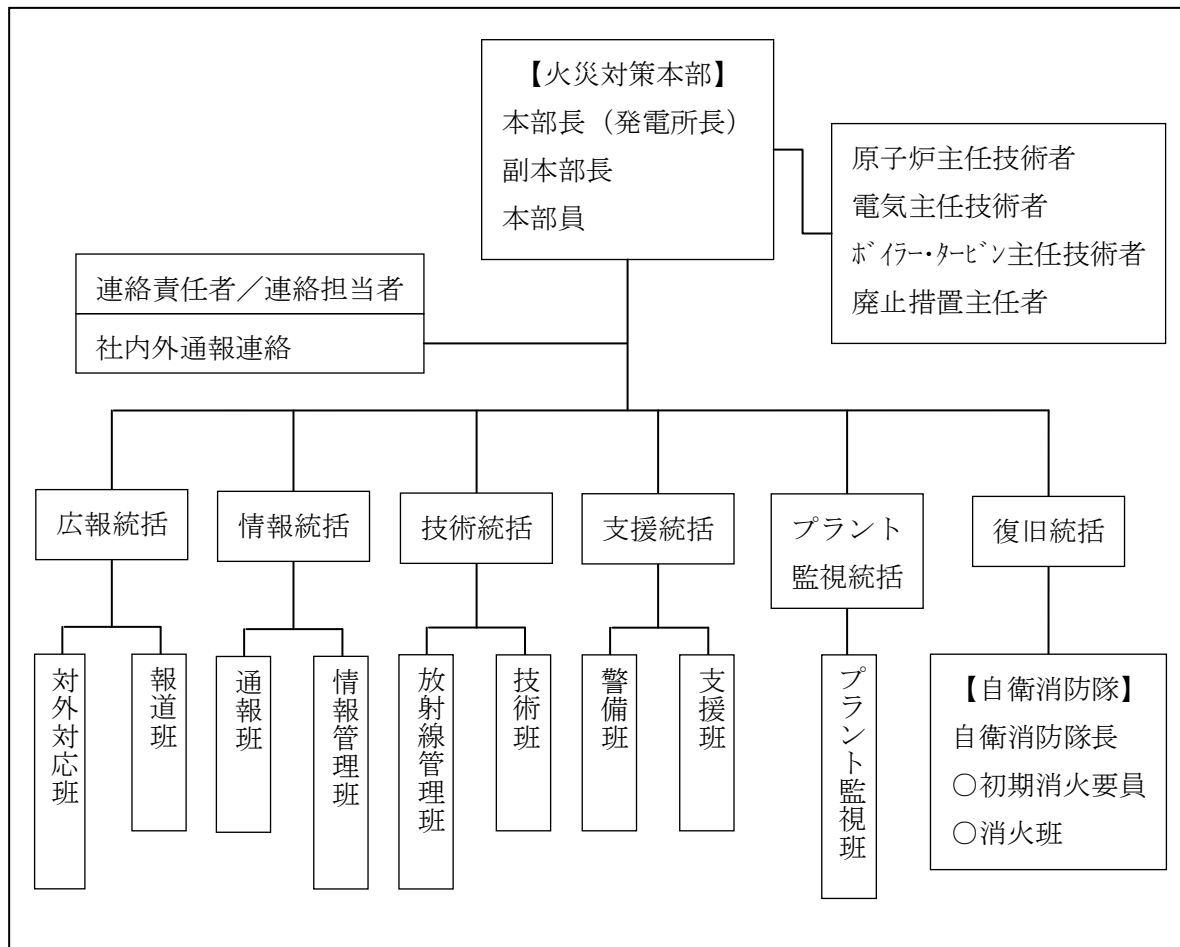 【火災対策本部】
本部長（発電所長）
副本部長
本部員
原子炉主任技術者
電気主任技術者
ﾎﾞｲﾗｰ・ﾀｰﾋﾞﾝ主任技術者
廃止措置主任者
連絡責任者／連絡担当者
社内外通報連絡
広報統括
情報統括
技術統括
支援統括
プラント
監視統括
復旧統括
対外対応班
報道班
通報班
情報管理班
放射線管理班
技術班
警備班
支援班
プラント監視班
【自衛消防隊】
自衛消防隊長
○初期消火要員
○消火班